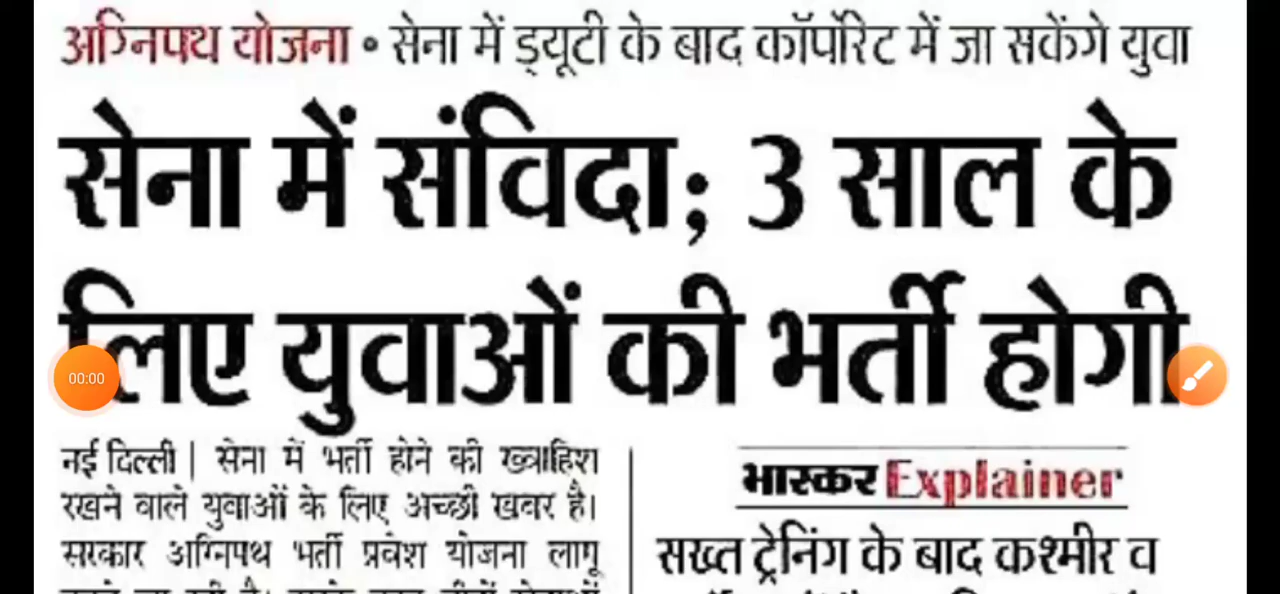 अग्निपथ योजना • सेना में ड्यूटी के बाद कॉर्पोरेट में जा सकेंगे युवा
सेना में संविदा; 3 साल के
लिए युवाओं की भर्ती होगी
00:00
नई दिल्ली | सेना में भर्ती होने की ख्वाहिश
रखने वाले युवाओं के लिए अच्छी खबर है।
सरकार अग्निपथ भर्ती प्रवेश योजना लागू
भास्कर Explainer
सख्त ट्रेनिंग के बाद कश्मीर व